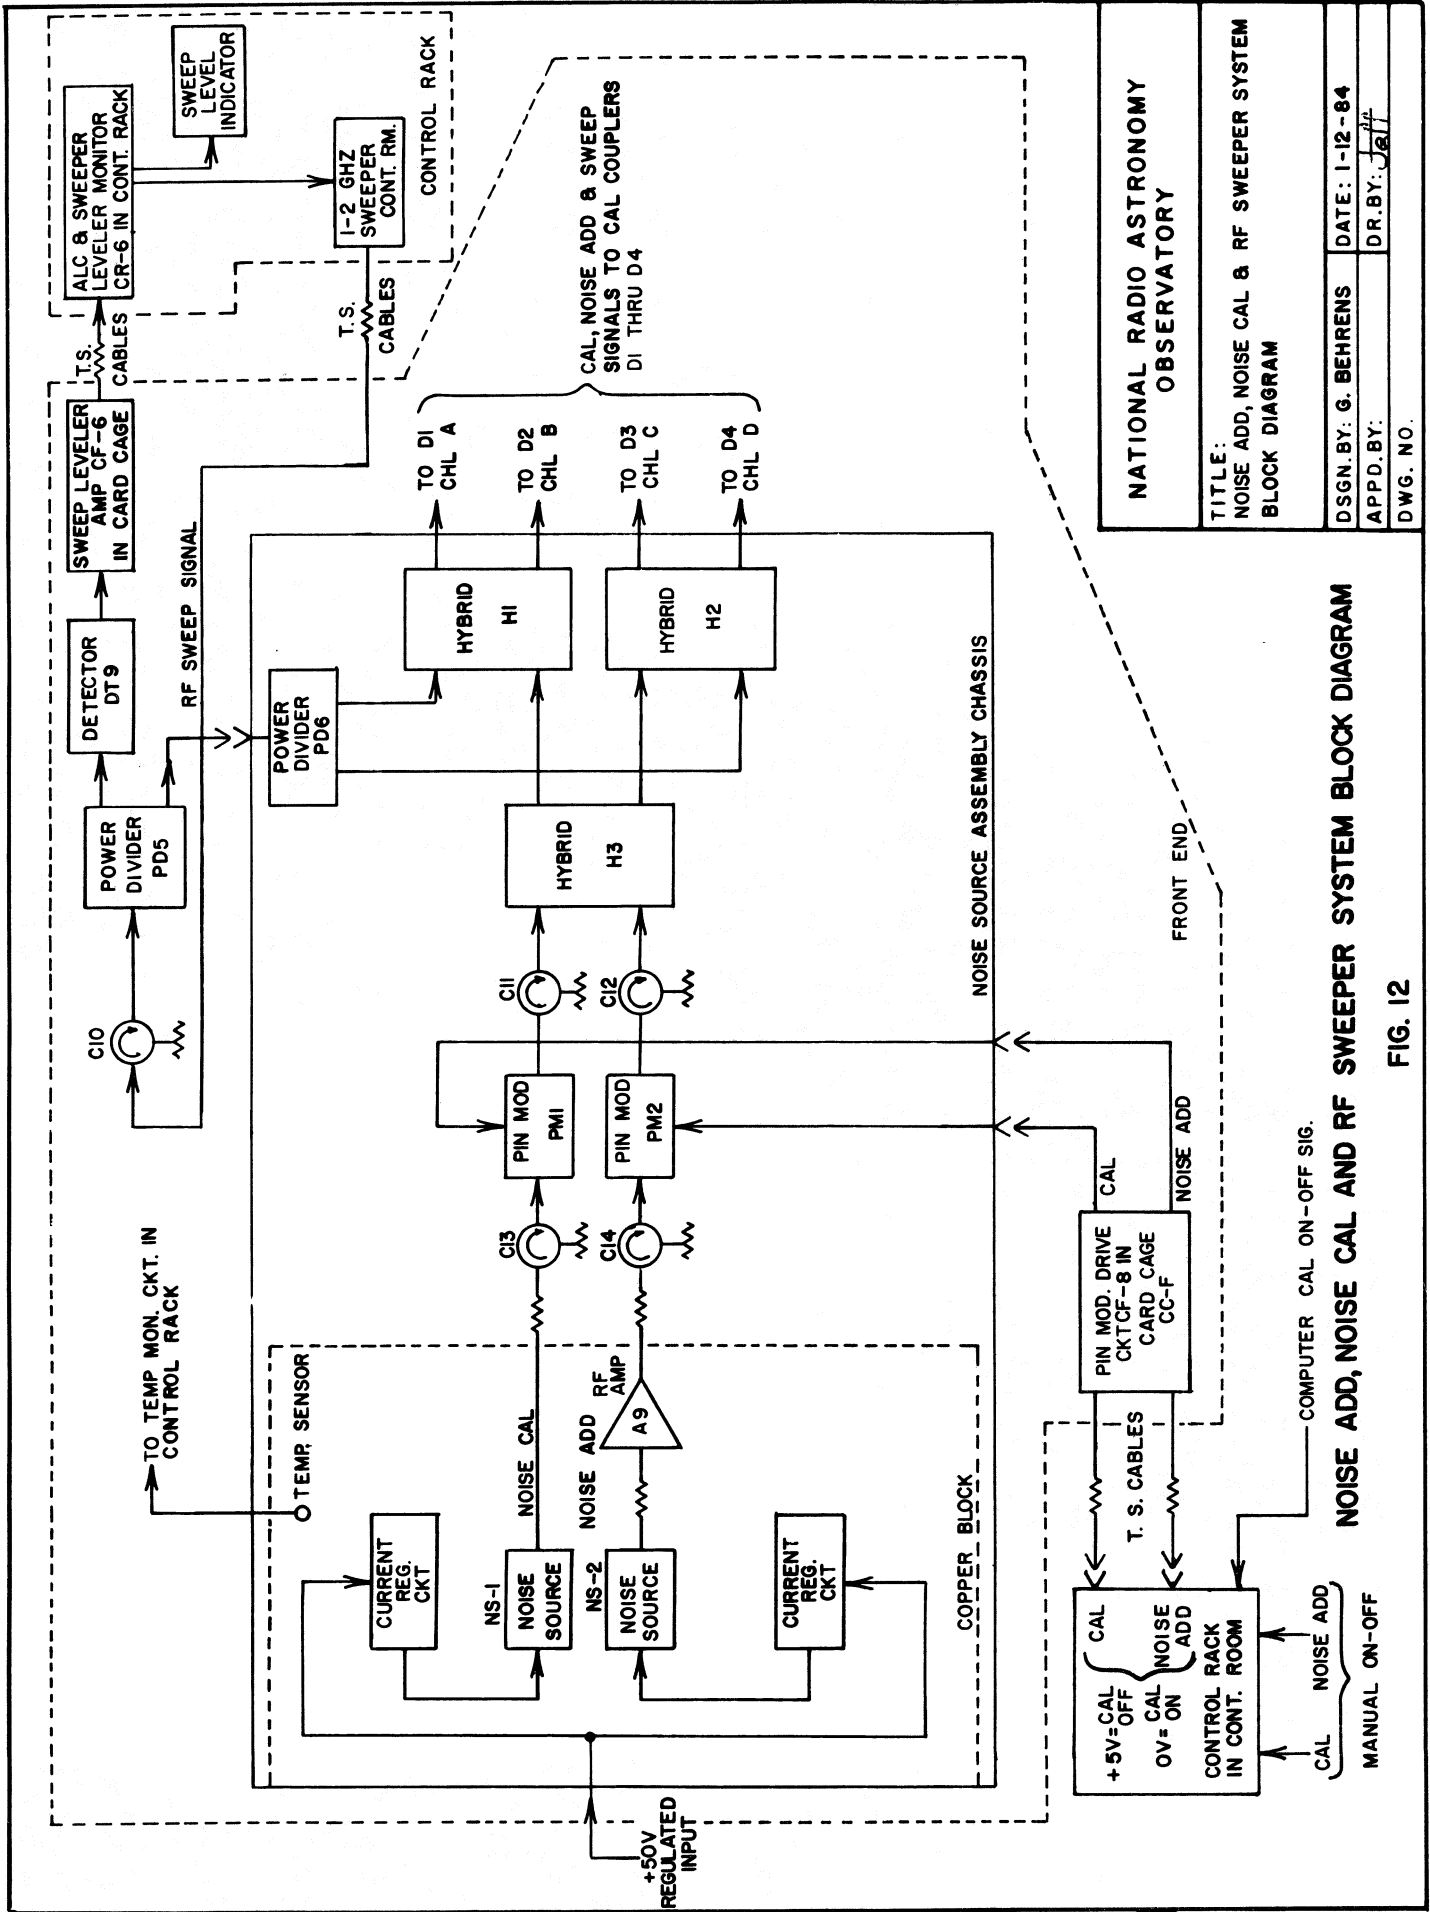 +50V
REGULATED
INPUT
TO TEMP MON. CKT. IN
CONTROL RACK
TEMP. SENSOR
CURRENT
REG.
CKT
NS-1
NOISE
SOURCE
NOISE CAL
NS-2
NOISE
SOURCE
NOISE ADD
RF
AMP
A9
CURRENT
REG.
CKT
COPPER BLOCK
C13
C14
PIN MOD
PM1
PIN MOD
PM2
C11
C12
HYBRID
H3
C10
POWER
DIVIDER
PD5
DETECTOR
DT9
SWEEP LEVELER
AMP CF-6
IN CARD CAGE
T.S.
CABLES
ALC & SWEEPER
LEVELER MONITOR
CR-6 IN CONT. RACK
SWEEP
LEVEL
INDICATOR
1-2 GHZ
SWEEPER
CONT. RM.
CONTROL RACK
T.S.
CABLES
RF SWEEP SIGNAL
POWER
DIVIDER
PD6
HYBRID
H1
HYBRID
H2
TO D1
CHL A
TO D2
CHL B
TO D3
CHL C
TO D4
CHL D
CAL, NOISE ADD & SWEEP
SIGNALS TO CAL COUPLERS
D1 THRU D4
NOISE SOURCE ASSEMBLY CHASSIS
FRONT END
CAL
NOISE ADD
PIN MOD. DRIVE
CKTCF-8 IN
CARD CAGE
CC-F
T. S. CABLES
CAL
+5V=CAL
OFF
NOISE
ADD
0V= CAL
ON
CONTROL RACK
IN CONT. ROOM
COMPUTER CAL ON-OFF SIG.
CAL
NOISE ADD
MANUAL ON-OFF
NOISE ADD, NOISE CAL AND RF SWEEPER SYSTEM BLOCK DIAGRAM
FIG. 12
NATIONAL RADIO ASTRONOMY
OBSERVATORY
TITLE:
NOISE ADD, NOISE CAL & RF SWEEPER SYSTEM
BLOCK DIAGRAM
DSGN. BY: G. BEHRENS
DATE: 1-12-84
APPD. BY:
DR. BY:
DWG. NO.